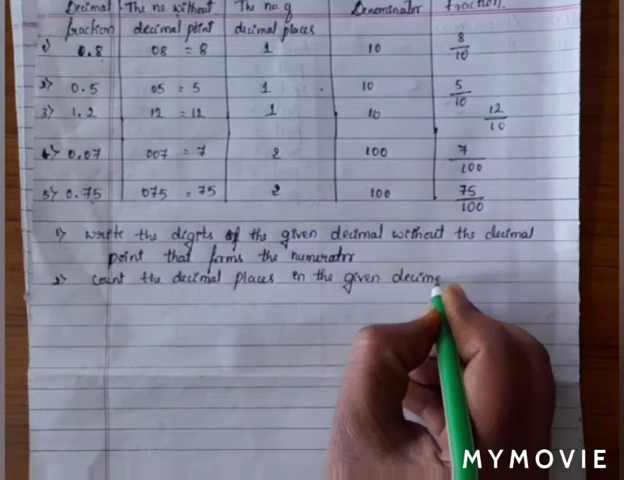 Decimal fraction The no without decimal point The no. of decimal places Denominator fraction.
1) 0.8 08 = 8 1 10 8/10
2) 0.5 05 = 5 1 10 5/10
3) 1.2 12 = 12 1 10 12/10
4) 0.07 007 = 7 2 100 7/100
5) 0.75 075 = 75 2 100 75/100
1) write the digits of the given decimal without the decimal
point that forms the numerator
2) count the decimal places in the given decim
MYMOVIE